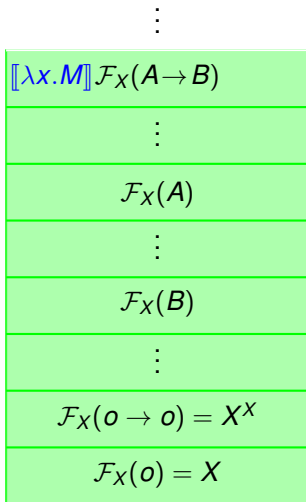 ⋮
⟦λx.M⟧ℱ_X(A→B)
⋮
ℱ_X(A)
⋮
ℱ_X(B)
⋮
ℱ_X(o → o) = X^X
ℱ_X(o) = X